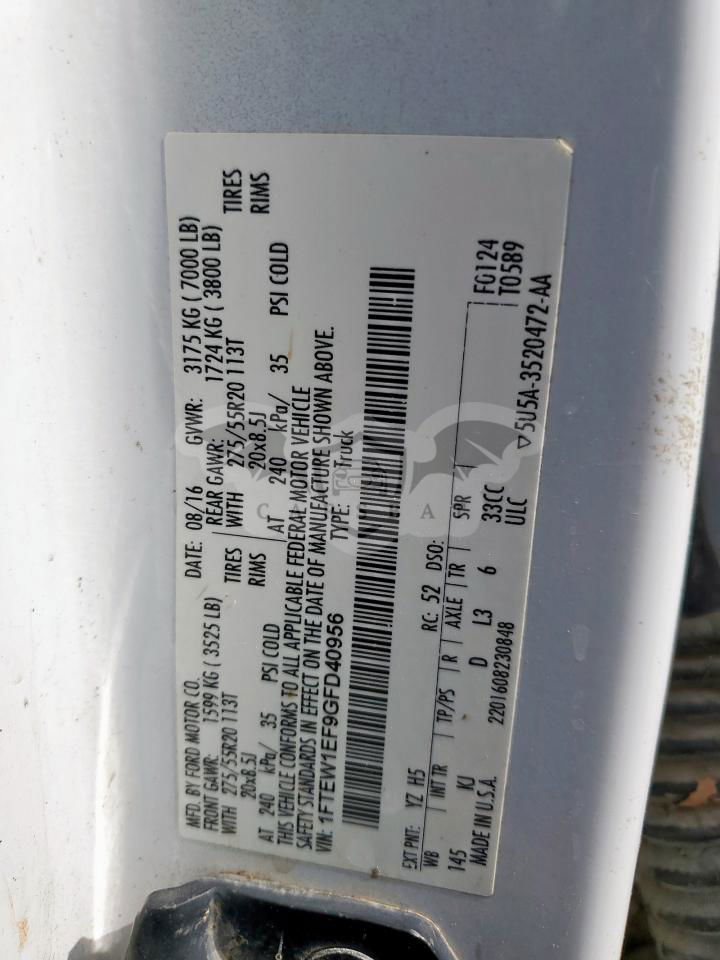 MFD. BY FORD MOTOR CO.
DATE: 08/16 GVWR: 3175 KG ( 7000 LB)
FRONT GAWR: 1599 KG ( 3525 LB)
REAR GAWR: 1724 KG ( 3800 LB)
WITH 275/55R20 113T TIRES
WITH 275/55R20 113T TIRES
20x8.5J RIMS
20x8.5J RIMS
AT 240 kPa/ 35 PSI COLD
AT 240 kPa/ 35 PSI COLD
THIS VEHICLE CONFORMS TO ALL APPLICABLE FEDERAL MOTOR VEHICLE
SAFETY STANDARDS IN EFFECT ON THE DATE OF MANUFACTURE SHOWN ABOVE.
VIN: 1FTEW1EF9GFD40956 TYPE: Truck
EXT PNT: YZ H5 RC: 52 DSO:
WB | INT TR | TP/PS | R | AXLE | TR | SPR F0124
145 KJ D L3 6 33CC T0589
MADE IN U.S.A. 2201608230848 ULC
▽5U5A-3520472-AA